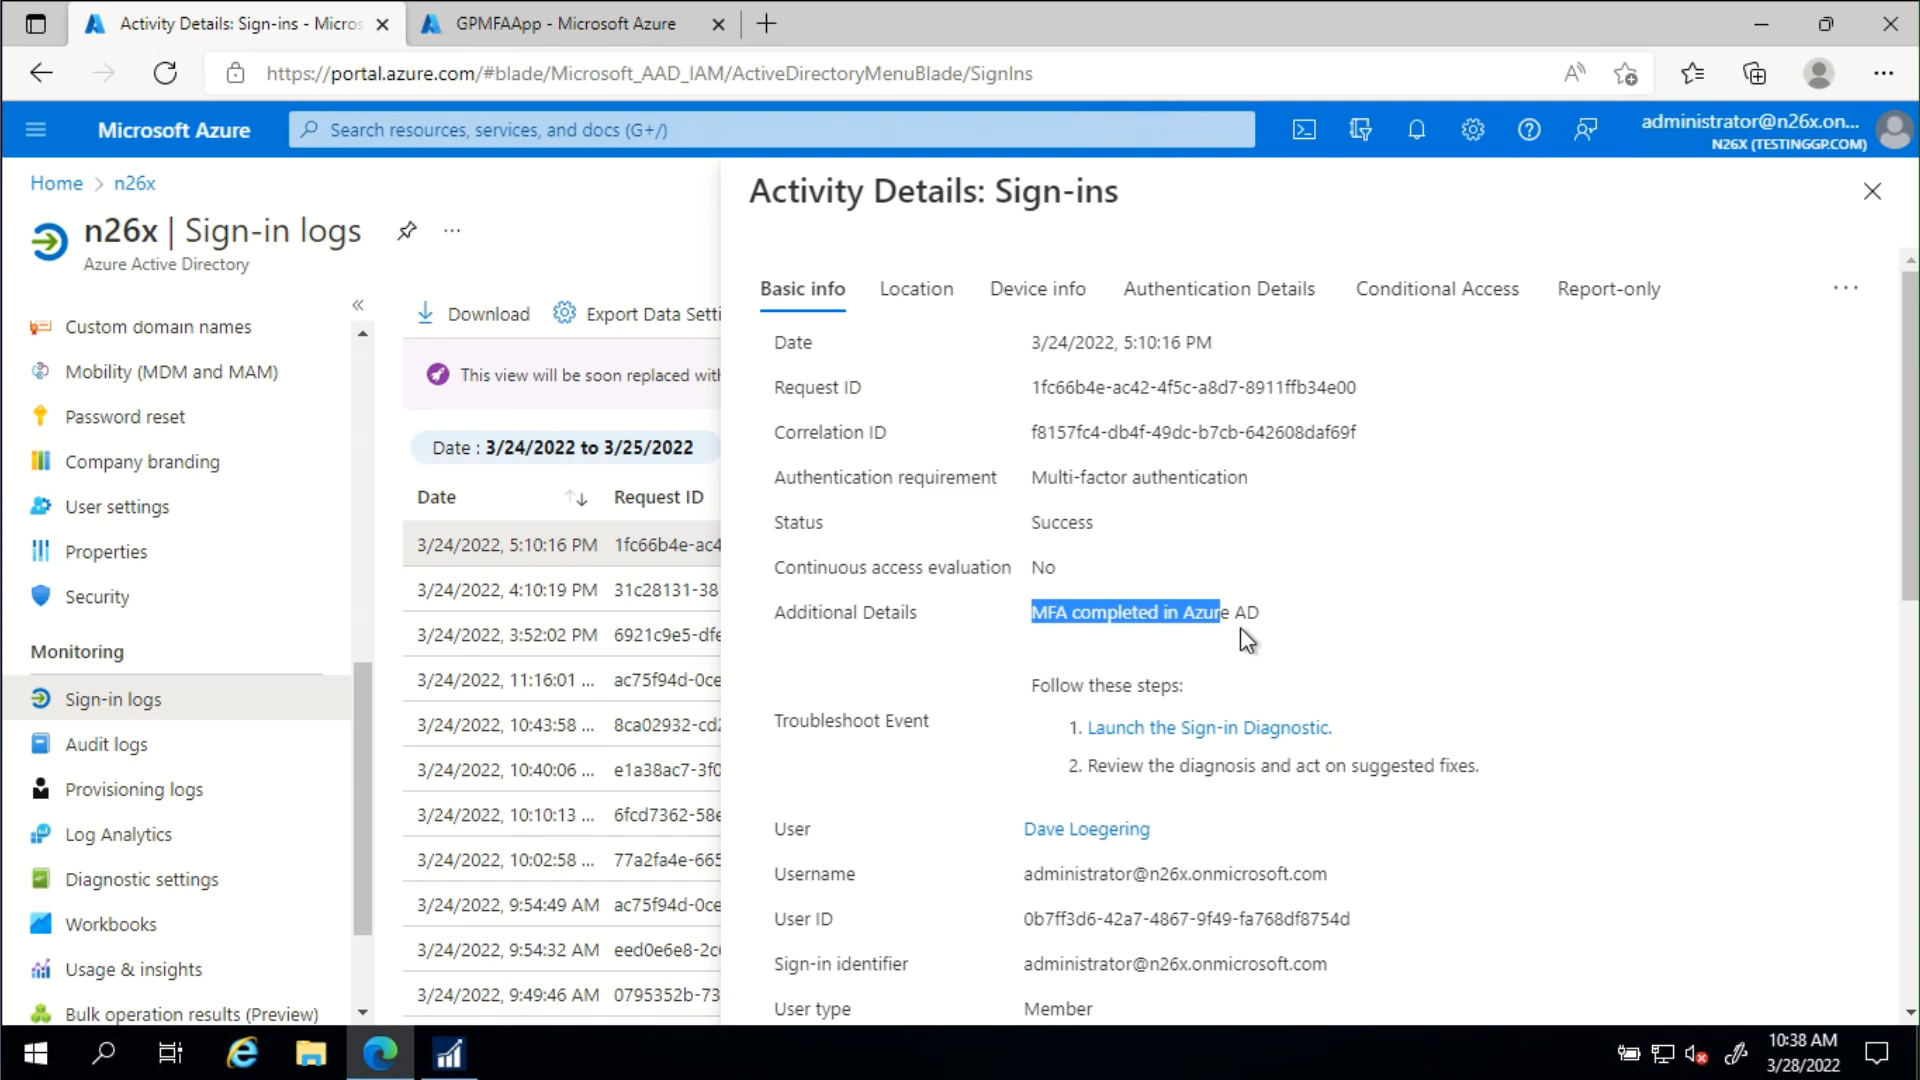 Activity Details: Sign-ins - Micros
GPMFAApp - Microsoft Azure
https://portal.azure.com/#blade/Microsoft_AAD_IAM/ActiveDirectoryMenuBlade/SignIns
Microsoft Azure
Search resources, services, and docs (G+/)
administrator@n26x.on...
N26X (TESTINGGP.COM)
Home > n26x
n26x | Sign-in logs
Azure Active Directory
Custom domain names
Mobility (MDM and MAM)
Password reset
Company branding
User settings
Properties
Security
Monitoring
Sign-in logs
Audit logs
Provisioning logs
Log Analytics
Diagnostic settings
Workbooks
Usage & insights
Bulk operation results (Preview)
Download
Export Data Setti
This view will be soon replaced with
Date : 3/24/2022 to 3/25/2022
Date Request ID
3/24/2022, 5:10:16 PM 1fc66b4e-ac4
3/24/2022, 4:10:19 PM 31c28131-38
3/24/2022, 3:52:02 PM 6921c9e5-dfe
3/24/2022, 11:16:01 ... ac75f94d-0ce
3/24/2022, 10:43:58 ... 8ca02932-cd2
3/24/2022, 10:40:06 ... e1a38ac7-3f0
3/24/2022, 10:10:13 ... 6fcd7362-58e
3/24/2022, 10:02:58 ... 77a2fa4e-665
3/24/2022, 9:54:49 AM ac75f94d-0ce
3/24/2022, 9:54:32 AM eed0e6e8-2c
3/24/2022, 9:49:46 AM 0795352b-73
Activity Details: Sign-ins
Basic info Location Device info Authentication Details Conditional Access Report-only ...
Date 3/24/2022, 5:10:16 PM
Request ID 1fc66b4e-ac42-4f5c-a8d7-8911ffb34e00
Correlation ID f8157fc4-db4f-49dc-b7cb-642608daf69f
Authentication requirement Multi-factor authentication
Status Success
Continuous access evaluation No
Additional Details MFA completed in Azure AD
Follow these steps:
Troubleshoot Event
1. Launch the Sign-in Diagnostic.
2. Review the diagnosis and act on suggested fixes.
User Dave Loegering
Username administrator@n26x.onmicrosoft.com
User ID 0b7ff3d6-42a7-4867-9f49-fa768df8754d
Sign-in identifier administrator@n26x.onmicrosoft.com
User type Member
10:38 AM
3/28/2022